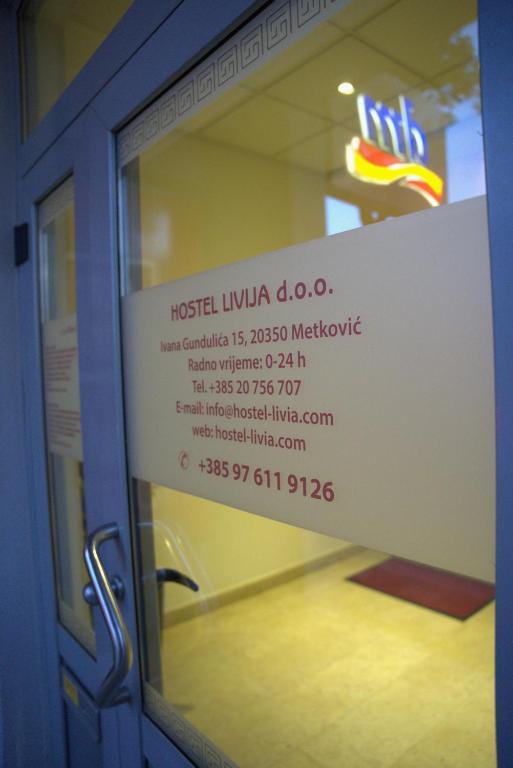 HOSTEL LIVIJA d.o.o.
Ivana Gundulića 15, 20350 Metković
Radno vrijeme: 0-24 h
Tel. +385 20 756 707
E-mail: info@hostel-livia.com
web: hostel-livia.com
✆ +385 97 611 9126